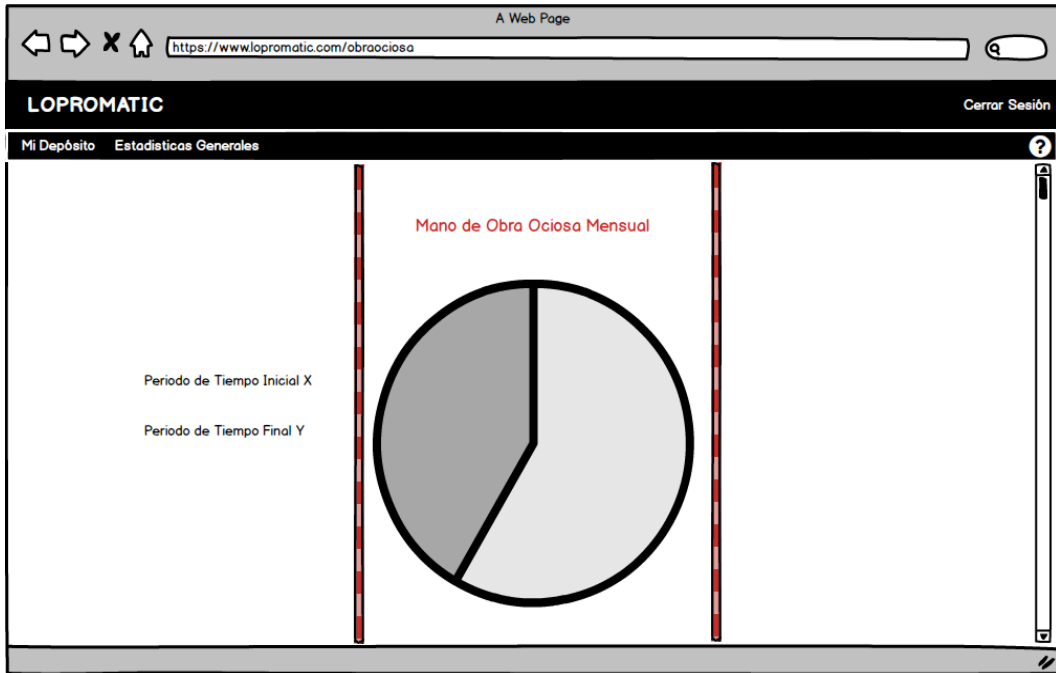 A Web Page
https://www.lopromatic.com/obraociosa
LOPROMATIC
Cerrar Sesión
Mi Depósito Estadisticas Generales
?
Mano de Obra Ociosa Mensual
Periodo de Tiempo Inicial X
Periodo de Tiempo Final Y